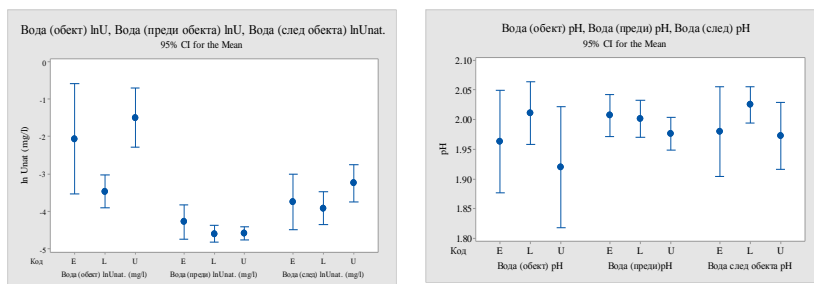 Вода (обект) lnU, Вода (преди обекта) lnU, Вода (след обекта) lnUnat.
95% CI for the Mean
ln Unat (mg/l)
0
-1
-2
-3
-4
-5
Код E L U E L U E L U
Вода (обект) lnUnat. (mg/l) Вода (преди) lnUnat. (mg/l) Вода (след) lnUnat. (mg/l)
Вода (обект) pH, Вода (преди) pH, Вода (след) pH
95% CI for the Mean
pH
2.10
2.05
2.00
1.95
1.90
1.85
1.80
Код E L U E L U E L U
Вода (обект) pH Вода (преди)pH Вода след обекта pH